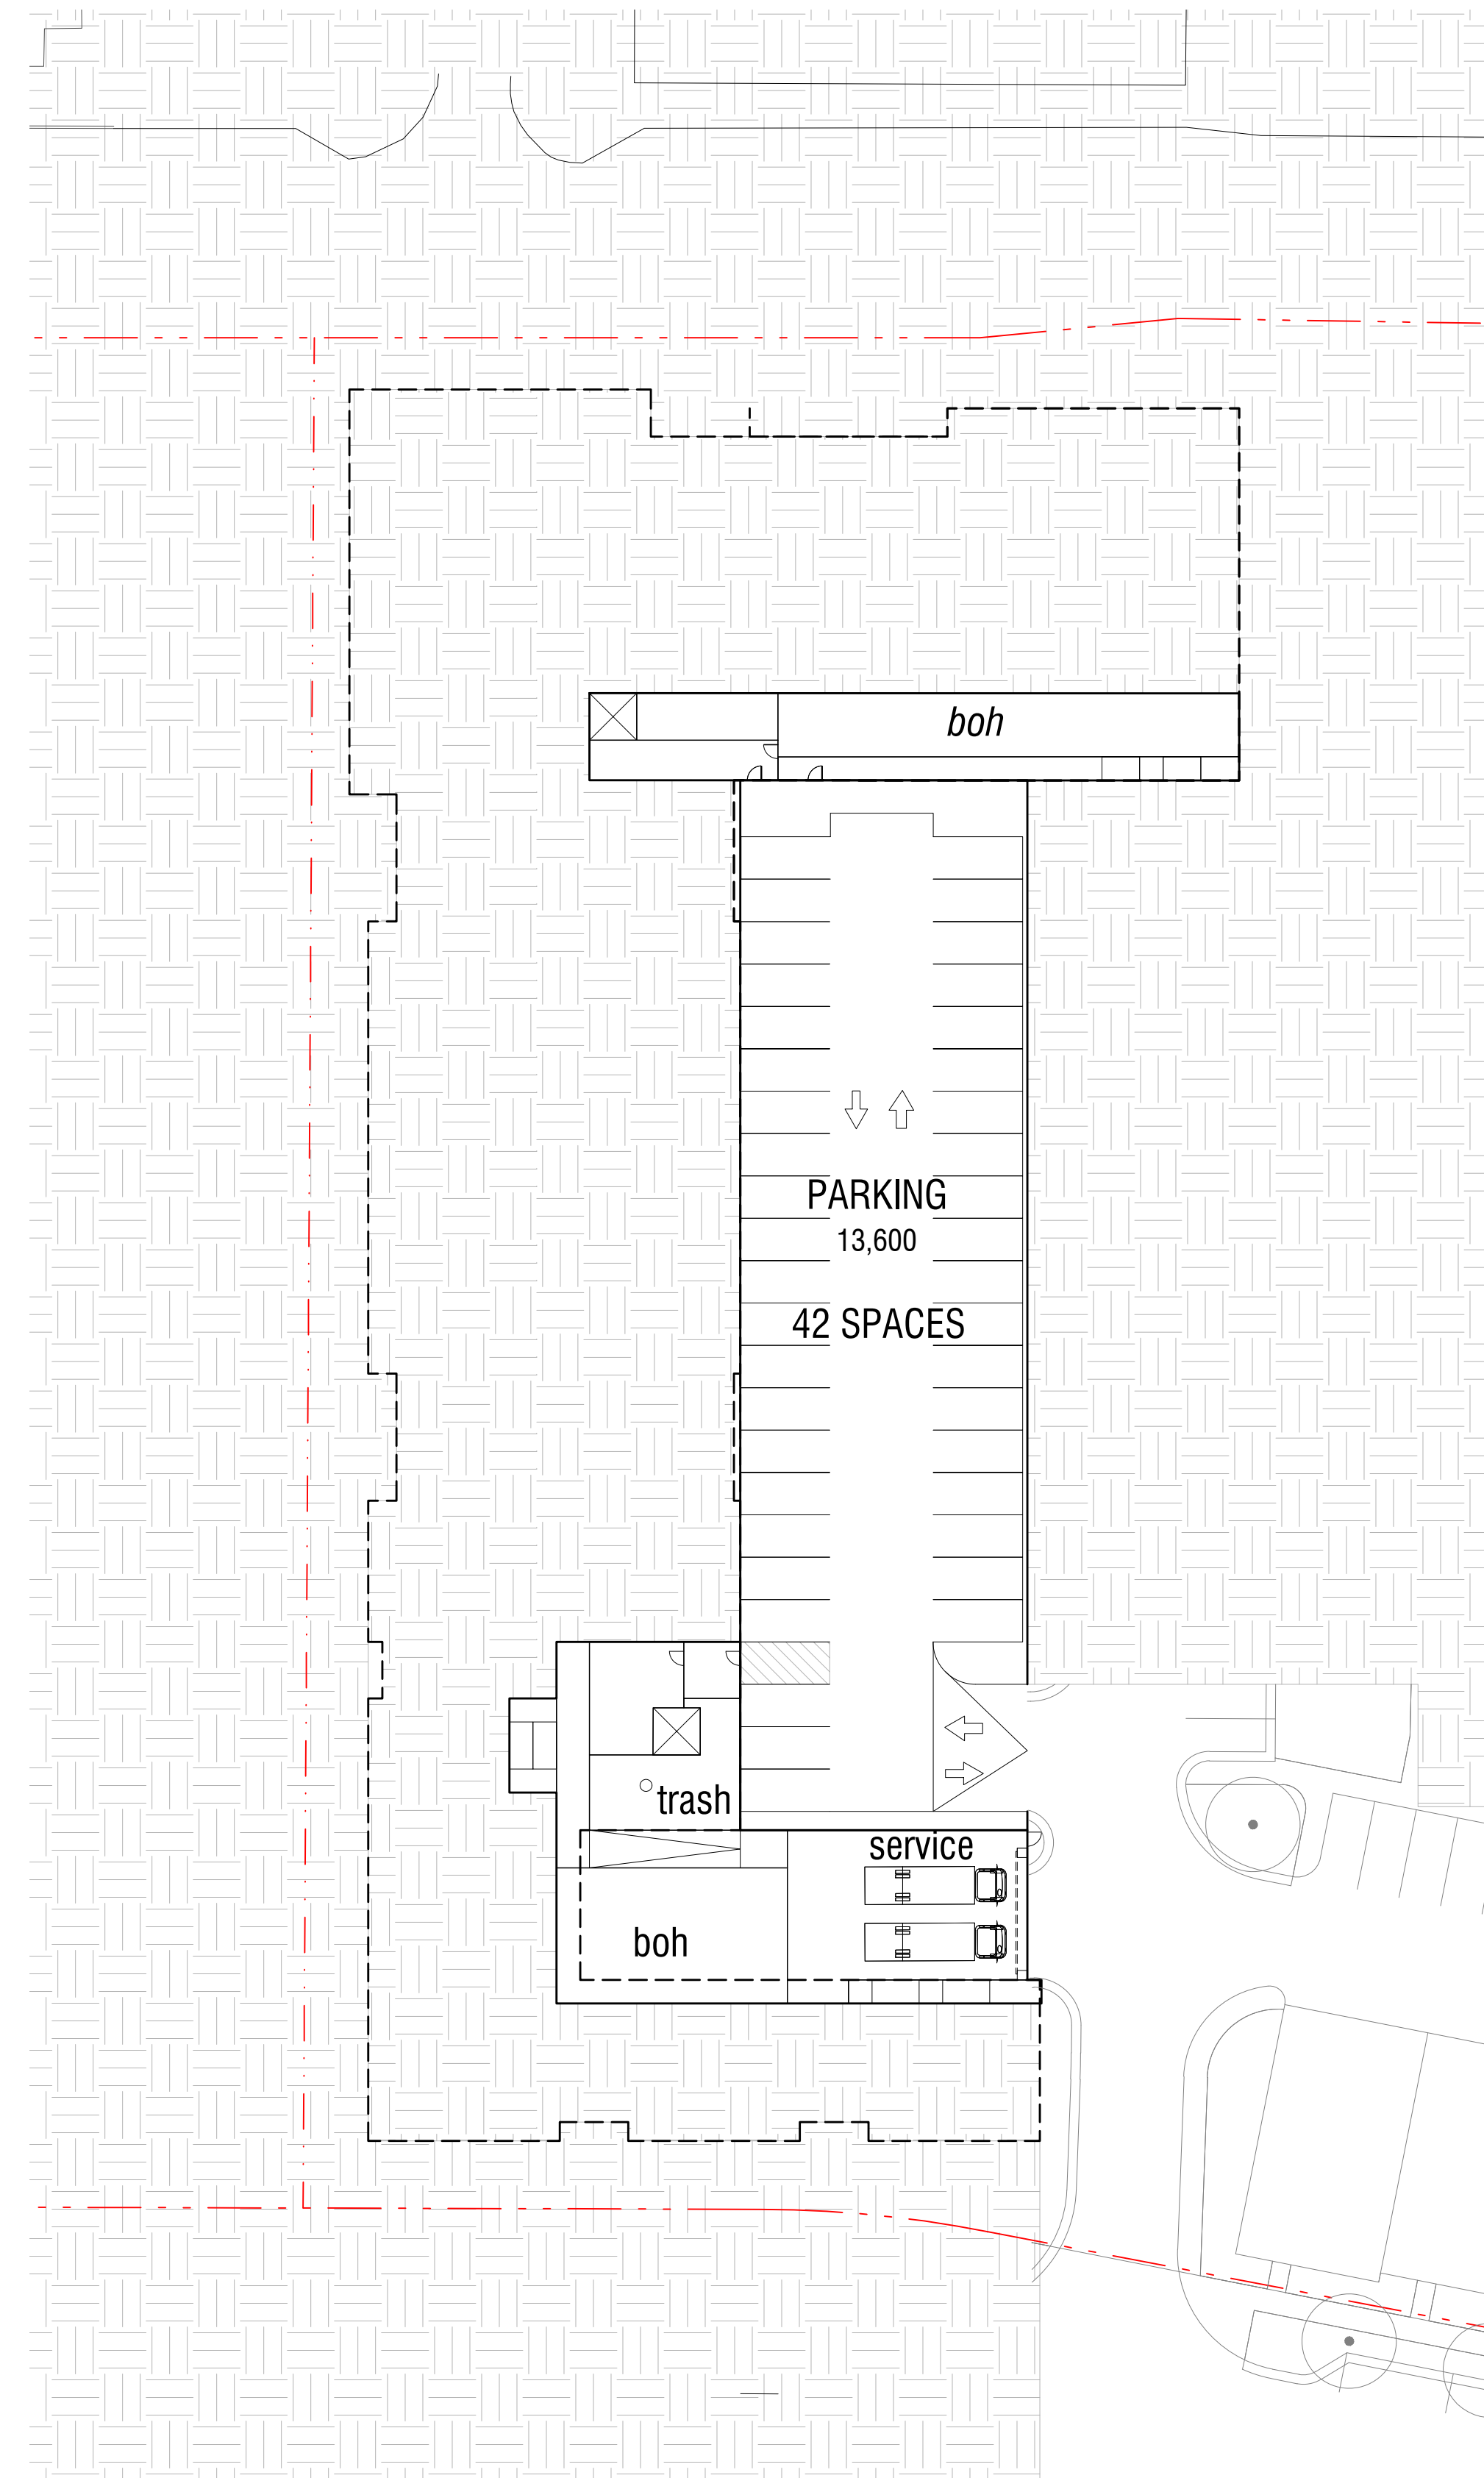 boh
PARKING
13,600
42 SPACES
trash
service
boh